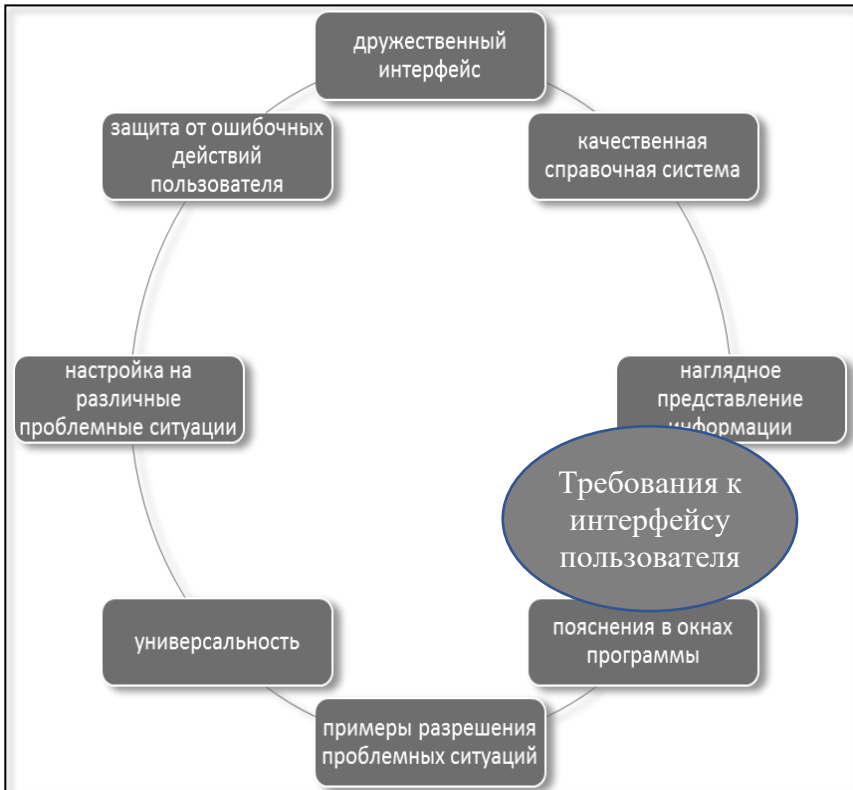 дружественный
интерфейс
качественная
справочная система
наглядное
представление
информации
Требования к
интерфейсу
пользователя
пояснения в окнах
программы
примеры разрешения
проблемных ситуаций
универсальность
настройка на
различные
проблемные ситуации
защита от ошибочных
действий
пользователя